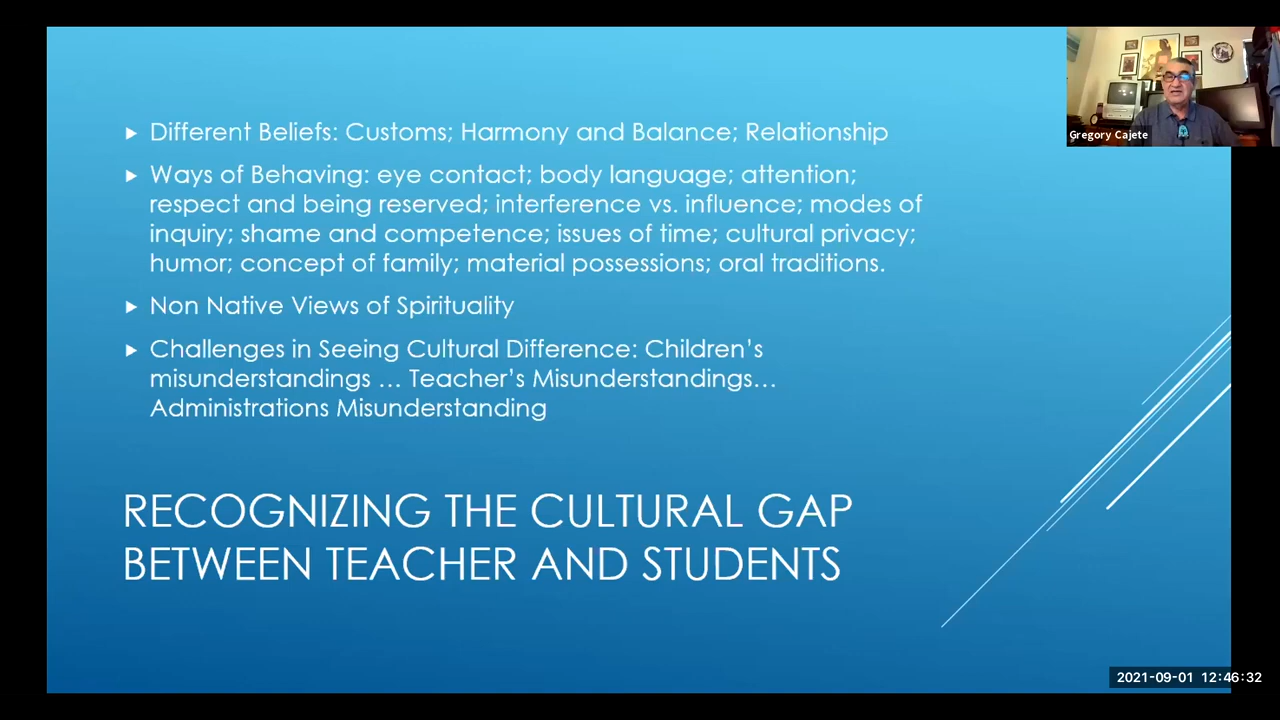 Different Beliefs: Customs; Harmony and Balance; Relationship
Ways of Behaving: eye contact; body language; attention;
respect and being reserved; interference vs. influence; modes of
inquiry; shame and competence; issues of time; cultural privacy;
humor; concept of family; material possessions; oral traditions.
Non Native Views of Spirituality
Challenges in Seeing Cultural Difference: Children’s
misunderstandings … Teacher’s Misunderstandings…
Administrations Misunderstanding
RECOGNIZING THE CULTURAL GAP
BETWEEN TEACHER AND STUDENTS
Gregory Cajete
2021-09-01 12:46:32